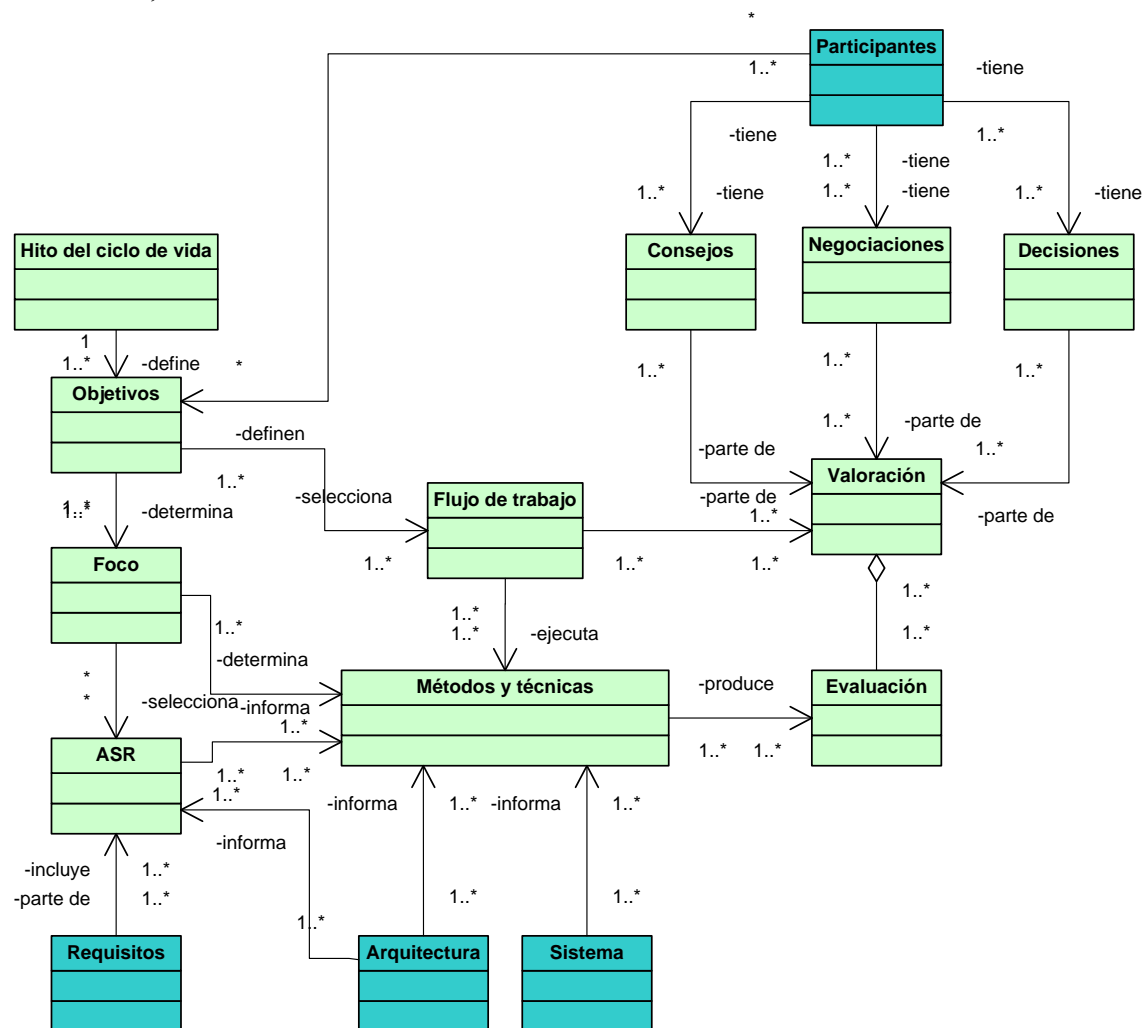 *
Participantes
1..*
-tiene
-tiene
1..*
1..*
-tiene
1..*
-tiene
1..*
-tiene
1..*
-tiene
Hito del ciclo de vida
Consejos
Negociaciones
Decisiones
1
1..*
-define
*
1..*
1..*
1..*
Objetivos
-definen
1..*
-parte de
-parte de
1..*
1..*
-selecciona
Flujo de trabajo
-parte de
Valoración
1..*
1..*
-determina
1..*
-parte de
Foco
1..*
1..*
1..*
1..*
1..*
1..*
-ejecuta
1..*
1..*
-determina
*
*
-selecciona
-informa
Métodos y técnicas
-produce
Evaluación
1..*
ASR
1..*
1..*
1..*
1..*
1..*
-informa
1..*
-informa
1..*
-informa
-incluye
1..*
-parte de
1..*
1..*
1..*
1..*
Requisitos
Arquitectura
Sistema